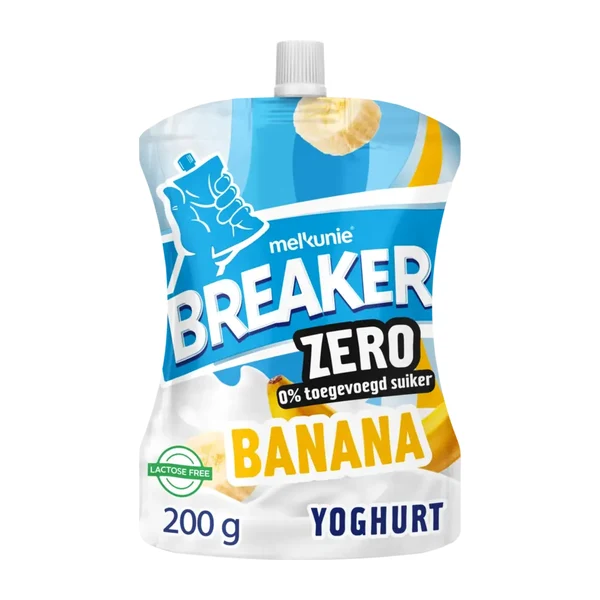 melkunie®
BREAKER
ZERO
0% toegevoegd suiker
BANANA
LACTOSE FREE
200 g
YOGHURT